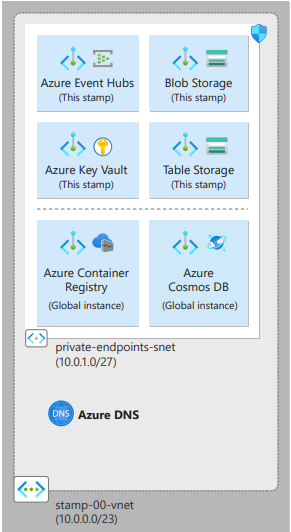 Azure Event Hubs
(This stamp)
Blob Storage
(This stamp)
Azure Key Vault
(This stamp)
Table Storage
(This stamp)
Azure Container
Registry
(Global instance)
Azure
Cosmos DB
(Global instance)
private-endpoints-snet
(10.0.1.0/27)
DNS
Azure DNS
stamp-00-vnet
(10.0.0.0/23)